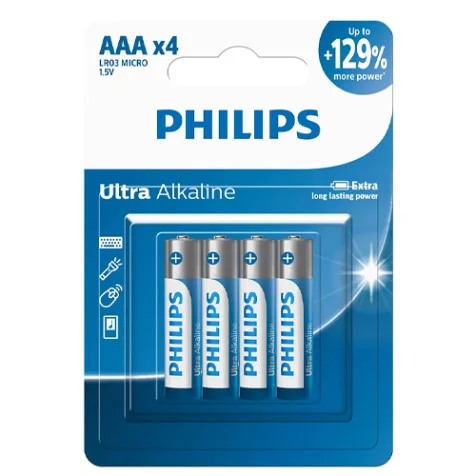 AAA x4
LR03 MICRO
1.5V
Up to
+129%
more power*
PHILIPS
Ultra Alkaline
Extra
long lasting power
+ + + +
PHILIPS Ultra Alkaline
PHILIPS Ultra Alkaline
PHILIPS Ultra Alkaline
PHILIPS Ultra Alkaline